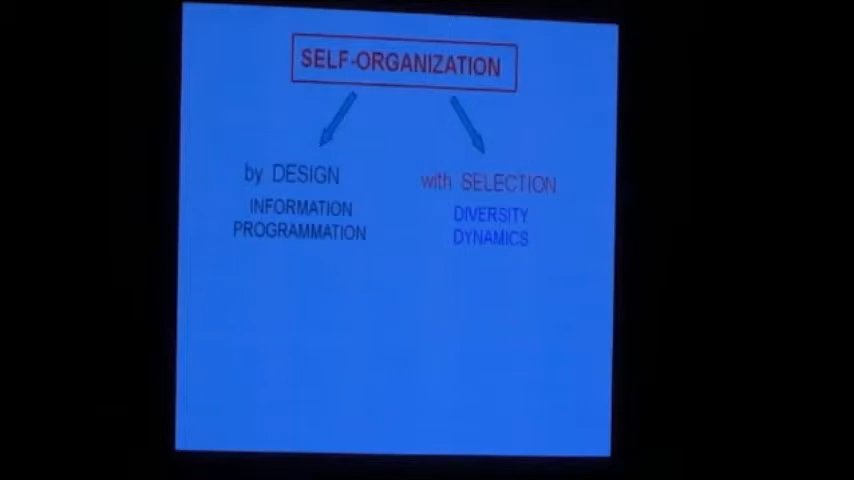 SELF-ORGANIZATION
by DESIGN
INFORMATION
PROGRAMMATION
with SELECTION
DIVERSITY
DYNAMICS